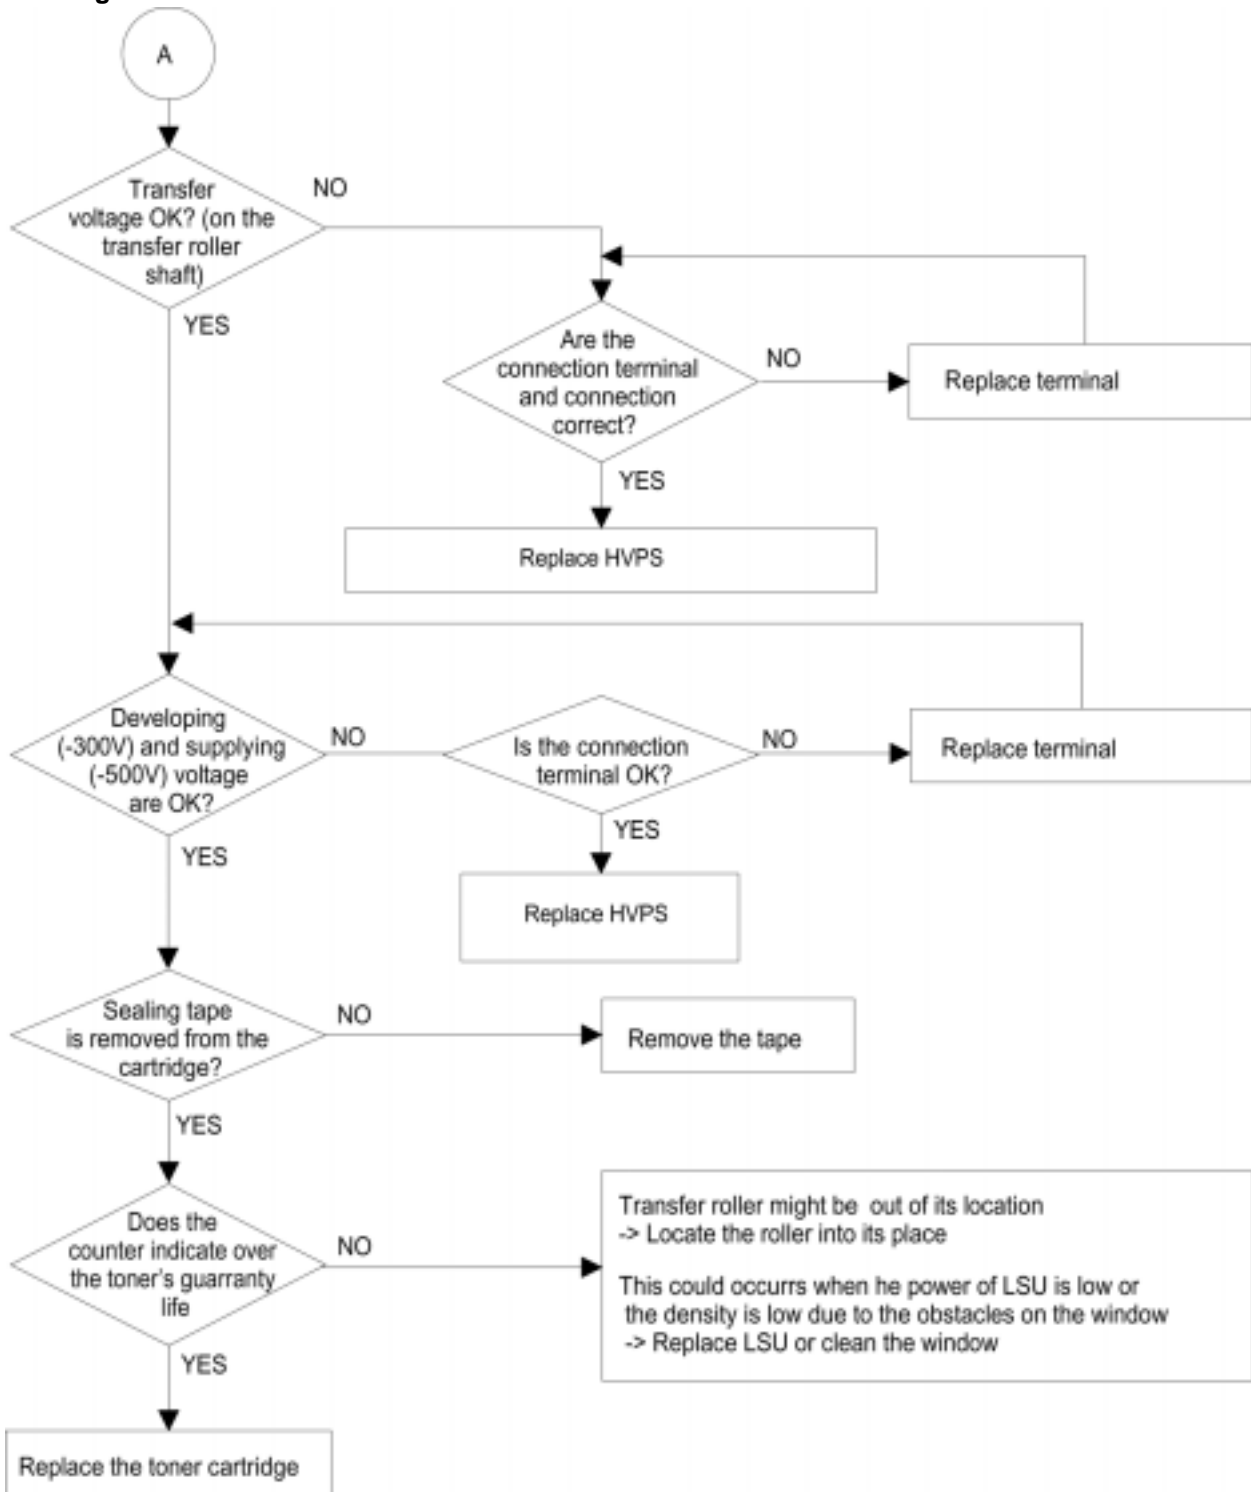 A
Transfer
voltage OK? (on the
transfer roller
shaft)
NO
YES
Are the
connection terminal
and connection
correct?
NO
Replace terminal
YES
Replace HVPS
Developing
(-300V) and supplying
(-500V) voltage
are OK?
NO
Is the connection
terminal OK?
NO
Replace terminal
YES
YES
Replace HVPS
Sealing tape
is removed from the
cartridge?
NO
Remove the tape
YES
Does the
counter indicate over
the toner's guarranty
life
NO
Transfer roller might be out of its location
-> Locate the roller into its place
This could occurrs when he power of LSU is low or
the density is low due to the obstacles on the window
-> Replace LSU or clean the window
YES
Replace the toner cartridge